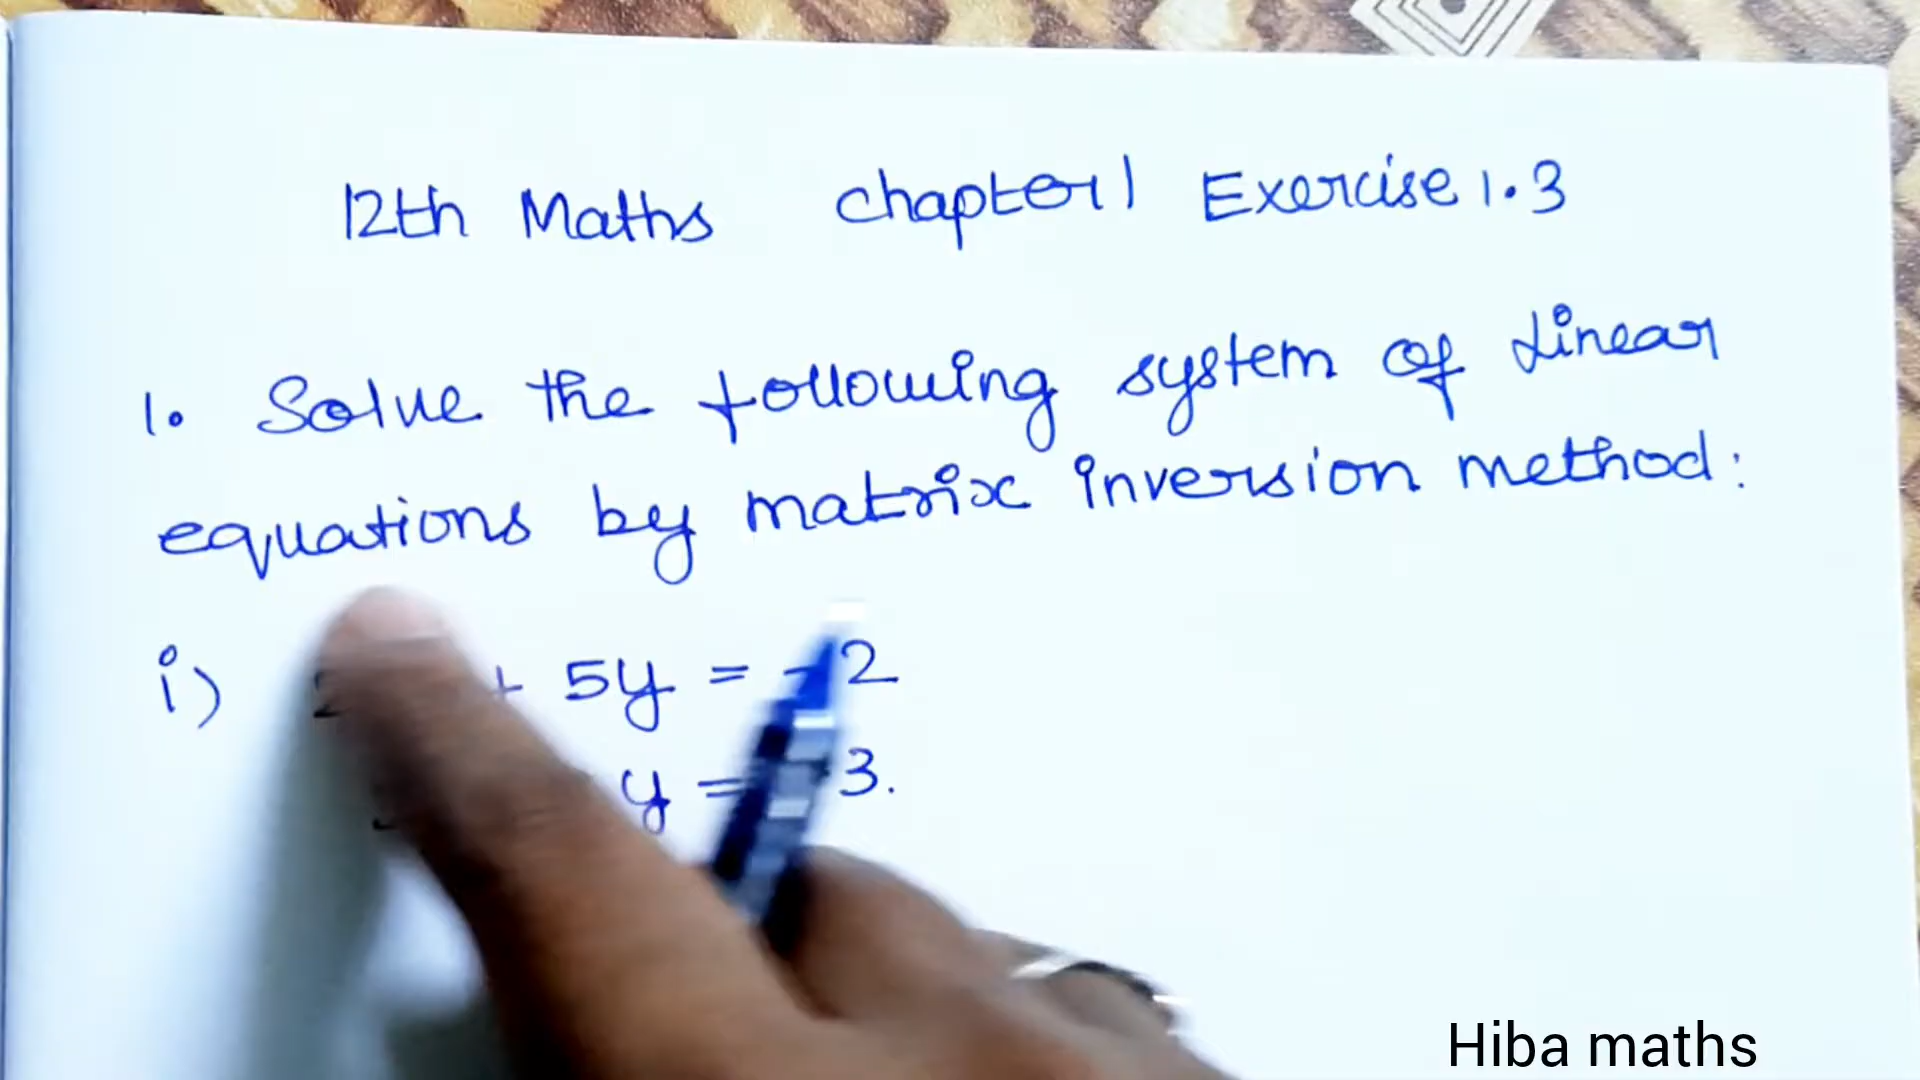 12th Maths chapter 1 Exercise 1.3
1. Solve the following system of Linear
equations by matrix inversion method:
i) 2 + 5y = -2
y = 3.
Hiba maths